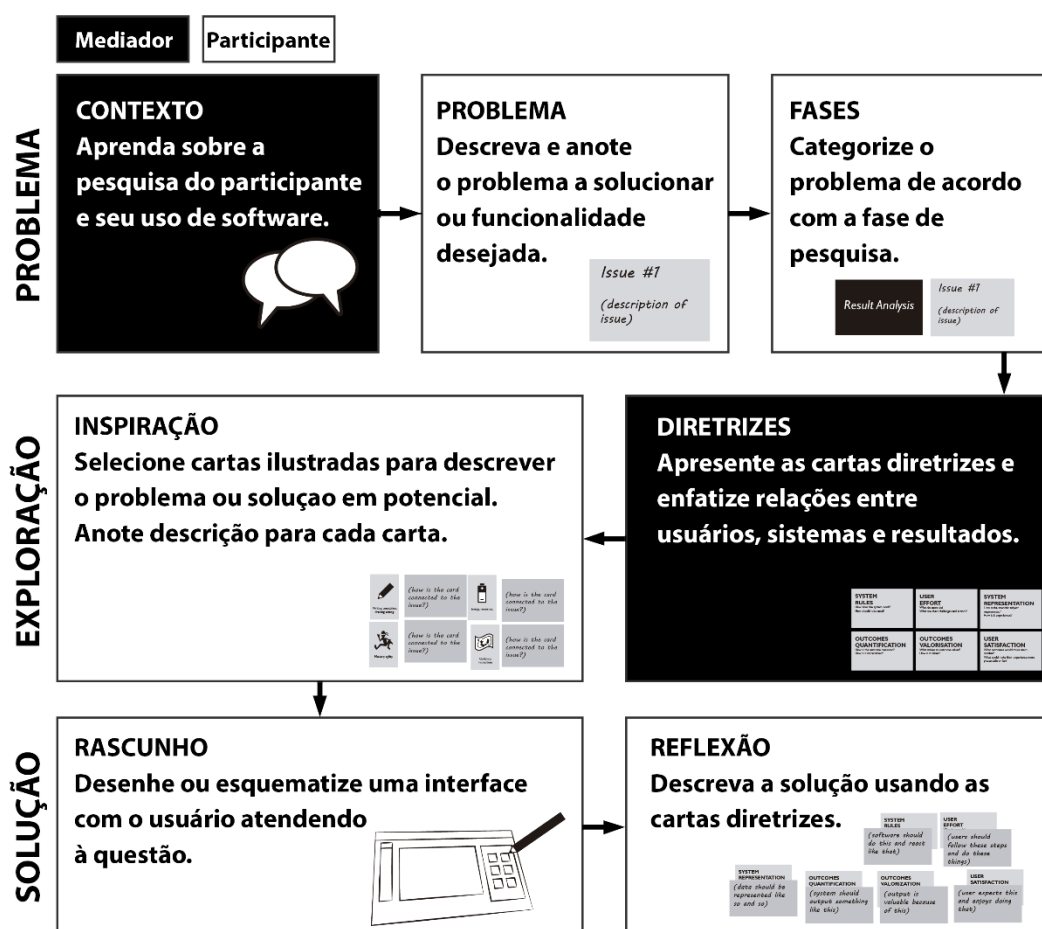 Mediador
Participante
PROBLEMA
CONTEXTO
Aprenda sobre a
pesquisa do participante
e seu uso de software.
PROBLEMA
Descreva e anote
o problema a solucionar
ou funcionalidade
desejada.
Issue #1
(description of
issue)
FASES
Categorize o
problema de acordo
com a fase de
pesquisa.
Result Analysis
Issue #1
(description of
issue)
EXPLORAÇÃO
DIRETRIZES
Apresente as cartas diretrizes e
enfatize relações entre
usuários, sistemas e resultados.
SYSTEM
RULES
USER
EFFORT
SYSTEM
REPRESENTATION
OUTCOMES
QUANTIFICATION
OUTCOMES
VALORISATION
USER
SATISFACTION
INSPIRAÇÃO
Selecione cartas ilustradas para descrever
o problema ou soluçao em potencial.
Anote descrição para cada carta.
(how is the card
connected to the
issue?)
(how is the card
connected to the
issue?)
(how is the card
connected to the
issue?)
(how is the card
connected to the
issue?)
SOLUÇÃO
RASCUNHO
Desenhe ou esquematize uma interface
com o usuário atendendo
à questão.
REFLEXÃO
Descreva a solução usando as
cartas diretrizes.
SYSTEM
RULES
(software should
do this and react
like that)
USER
EFFORT
(users should
follow these steps
and do these
things)
SYSTEM
REPRESENTATION
(data should be
represented like
so and so)
OUTCOMES
QUANTIFICATION
(system should
output something
like this)
OUTCOMES
VALORIZATION
(output is
valuable because
of this)
USER
SATISFACTION
(user expects this
and enjoys doing
that)